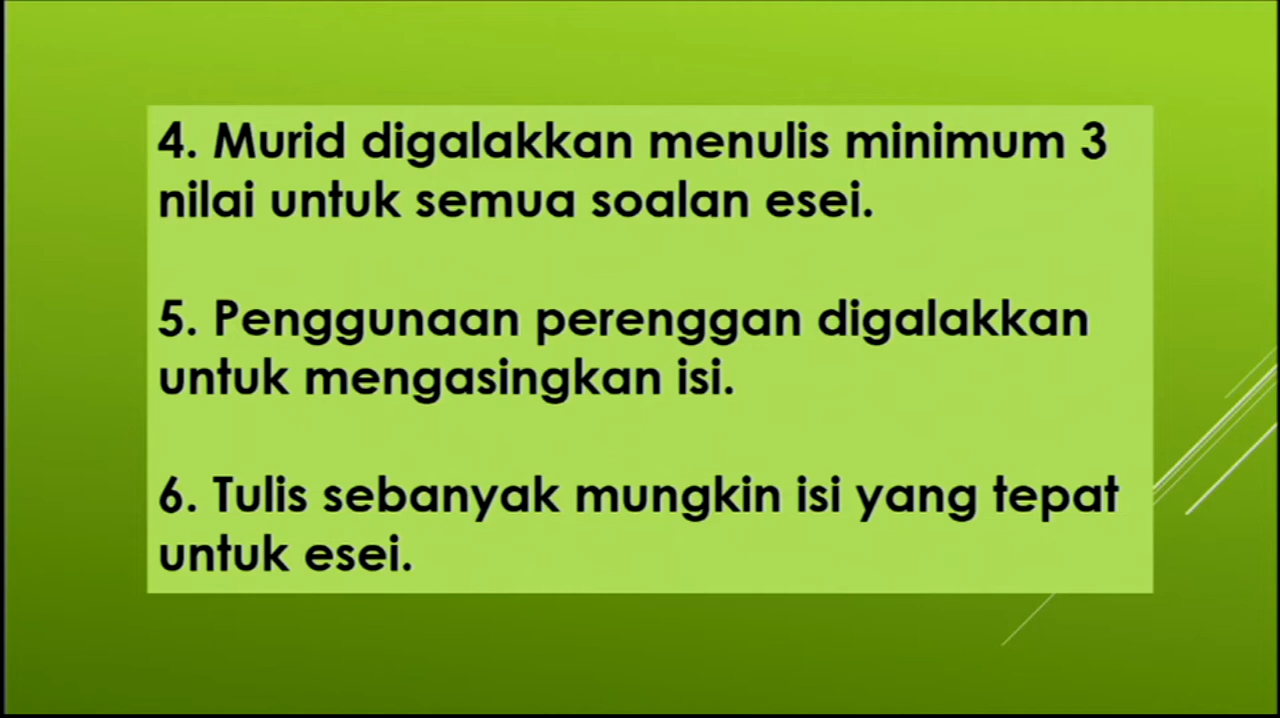 4. Murid digalakkan menulis minimum 3
nilai untuk semua soalan esei.
5. Penggunaan perenggan digalakkan
untuk mengasingkan isi.
6. Tulis sebanyak mungkin isi yang tepat
untuk esei.